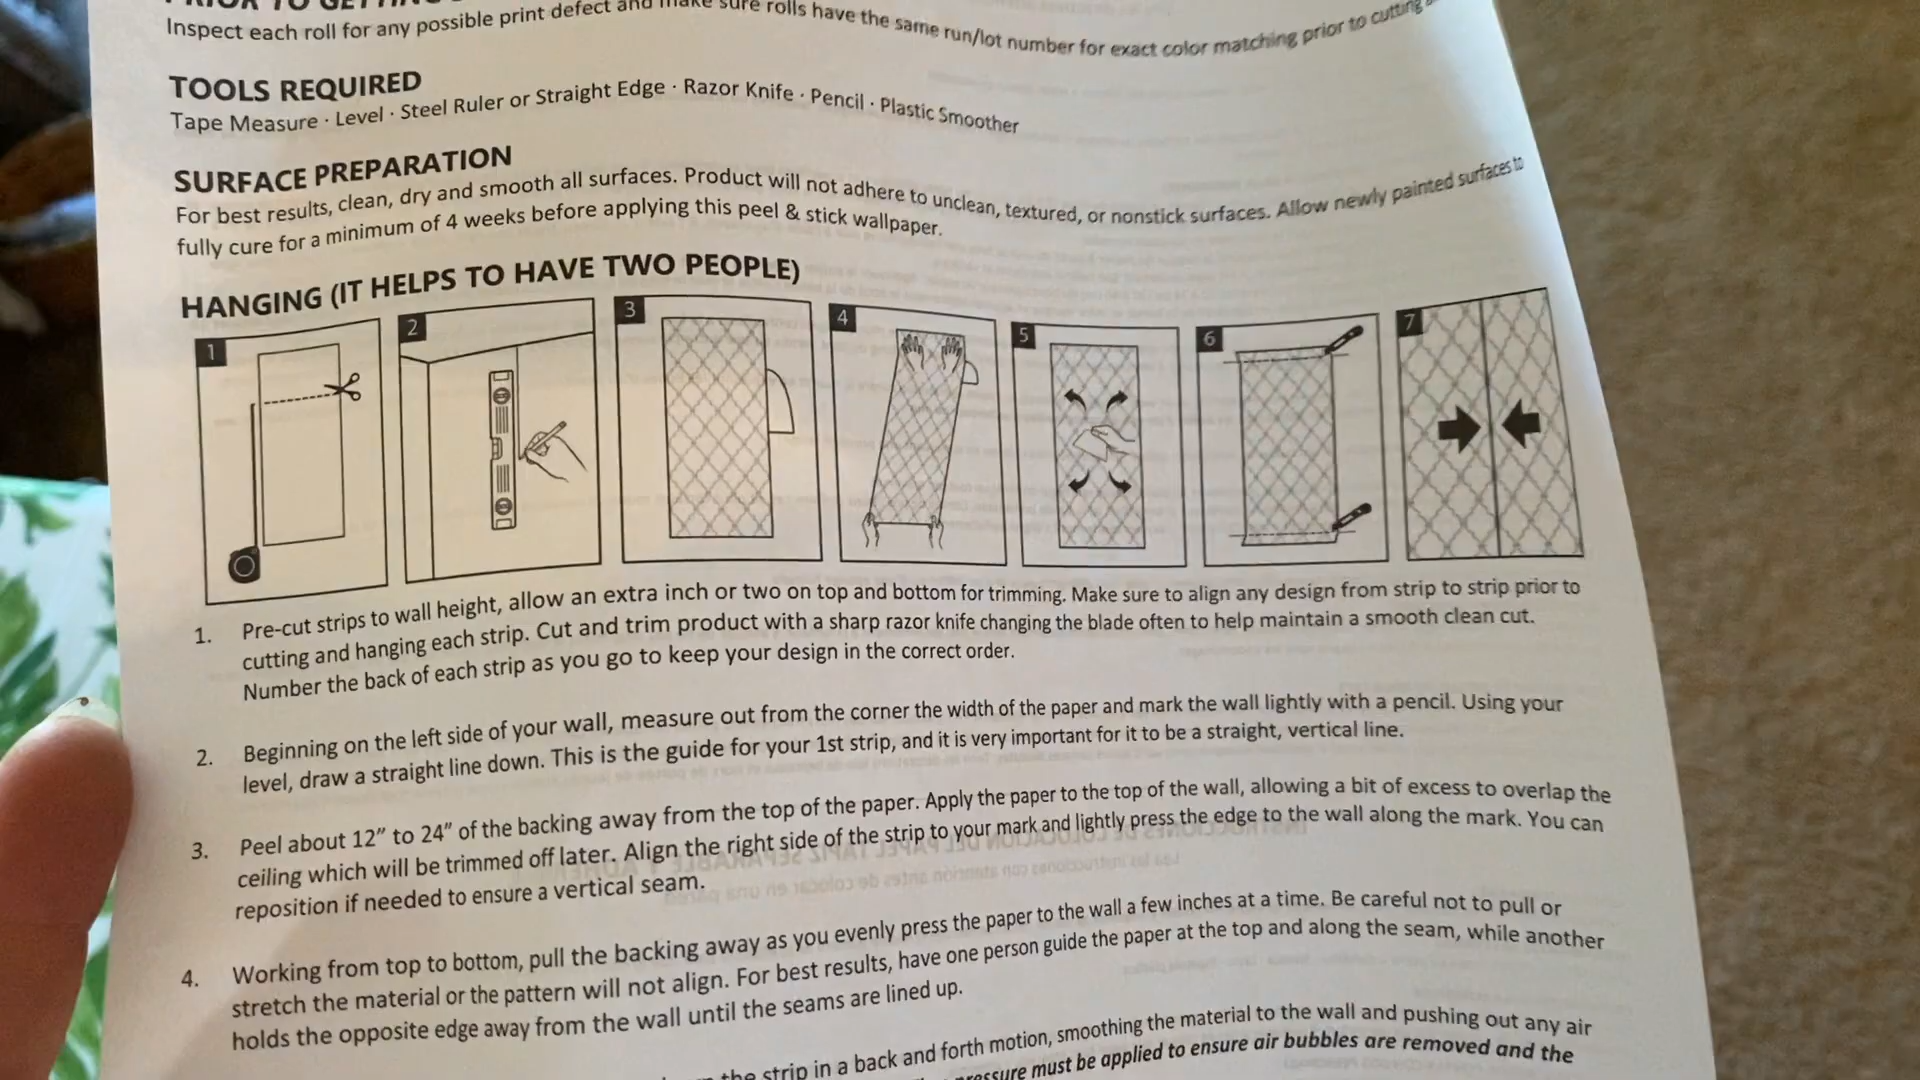 Inspect each roll for any possible print defect and make sure rolls have the same run/lot number for exact color matching prior to cutting
TOOLS REQUIRED
Tape Measure · Level · Steel Ruler or Straight Edge · Razor Knife · Pencil · Plastic Smoother
SURFACE PREPARATION
For best results, clean, dry and smooth all surfaces. Product will not adhere to unclean, textured, or nonstick surfaces. Allow newly painted surfaces to
fully cure for a minimum of 4 weeks before applying this peel & stick wallpaper.
HANGING (IT HELPS TO HAVE TWO PEOPLE)
1 2 3 4 5 6 7
1. Pre-cut strips to wall height, allow an extra inch or two on top and bottom for trimming. Make sure to align any design from strip to strip prior to
cutting and hanging each strip. Cut and trim product with a sharp razor knife changing the blade often to help maintain a smooth clean cut.
Number the back of each strip as you go to keep your design in the correct order.
2. Beginning on the left side of your wall, measure out from the corner the width of the paper and mark the wall lightly with a pencil. Using your
level, draw a straight line down. This is the guide for your 1st strip, and it is very important for it to be a straight, vertical line.
3. Peel about 12” to 24” of the backing away from the top of the paper. Apply the paper to the top of the wall, allowing a bit of excess to overlap the
ceiling which will be trimmed off later. Align the right side of the strip to your mark and lightly press the edge to the wall along the mark. You can
reposition if needed to ensure a vertical seam.
4. Working from top to bottom, pull the backing away as you evenly press the paper to the wall a few inches at a time. Be careful not to pull or
stretch the material or the pattern will not align. For best results, have one person guide the paper at the top and along the seam, while another
holds the opposite edge away from the wall until the seams are lined up.
the strip in a back and forth motion, smoothing the material to the wall and pushing out any air
must be applied to ensure air bubbles are removed and the